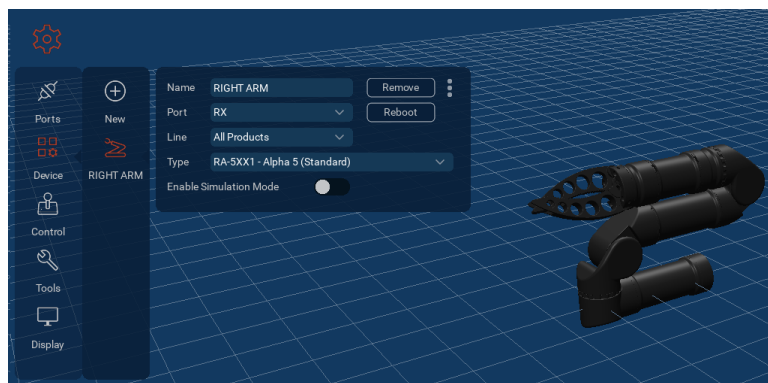 Ports
Device
Control
Tools
Display
New
RIGHT ARM
Name RIGHT ARM Remove
Port RX Reboot
Line All Products
Type RA-5XX1 - Alpha 5 (Standard)
Enable Simulation Mode